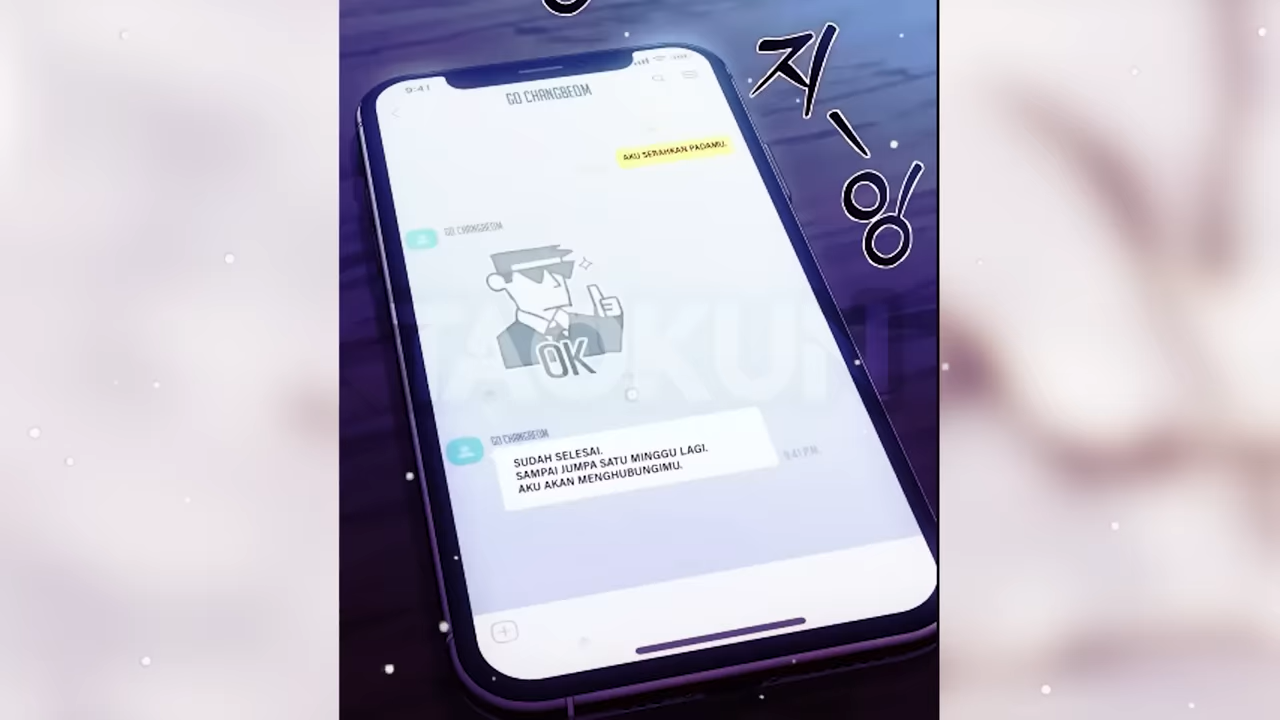 9:41
GO CHANGBEOM
지잉
AKU SERAHKAN PADAMU.
GO CHANGBEOM
OK
TAOKUN
GO CHANGBEOM
SUDAH SELESAI.
SAMPAI JUMPA SATU MINGGU LAGI.
AKU AKAN MENGHUBUNGIMU.
9:41 P.M.